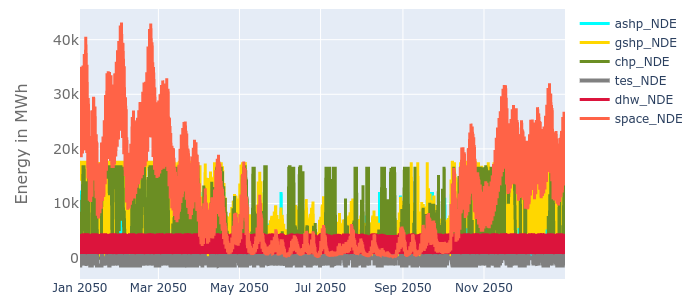 40k
30k
20k
10k
0
Energy in MWh
Jan 2050
Mar 2050
May 2050
Jul 2050
Sep 2050
Nov 2050
ashp_NDE
gshp_NDE
chp_NDE
tes_NDE
dhw_NDE
space_NDE